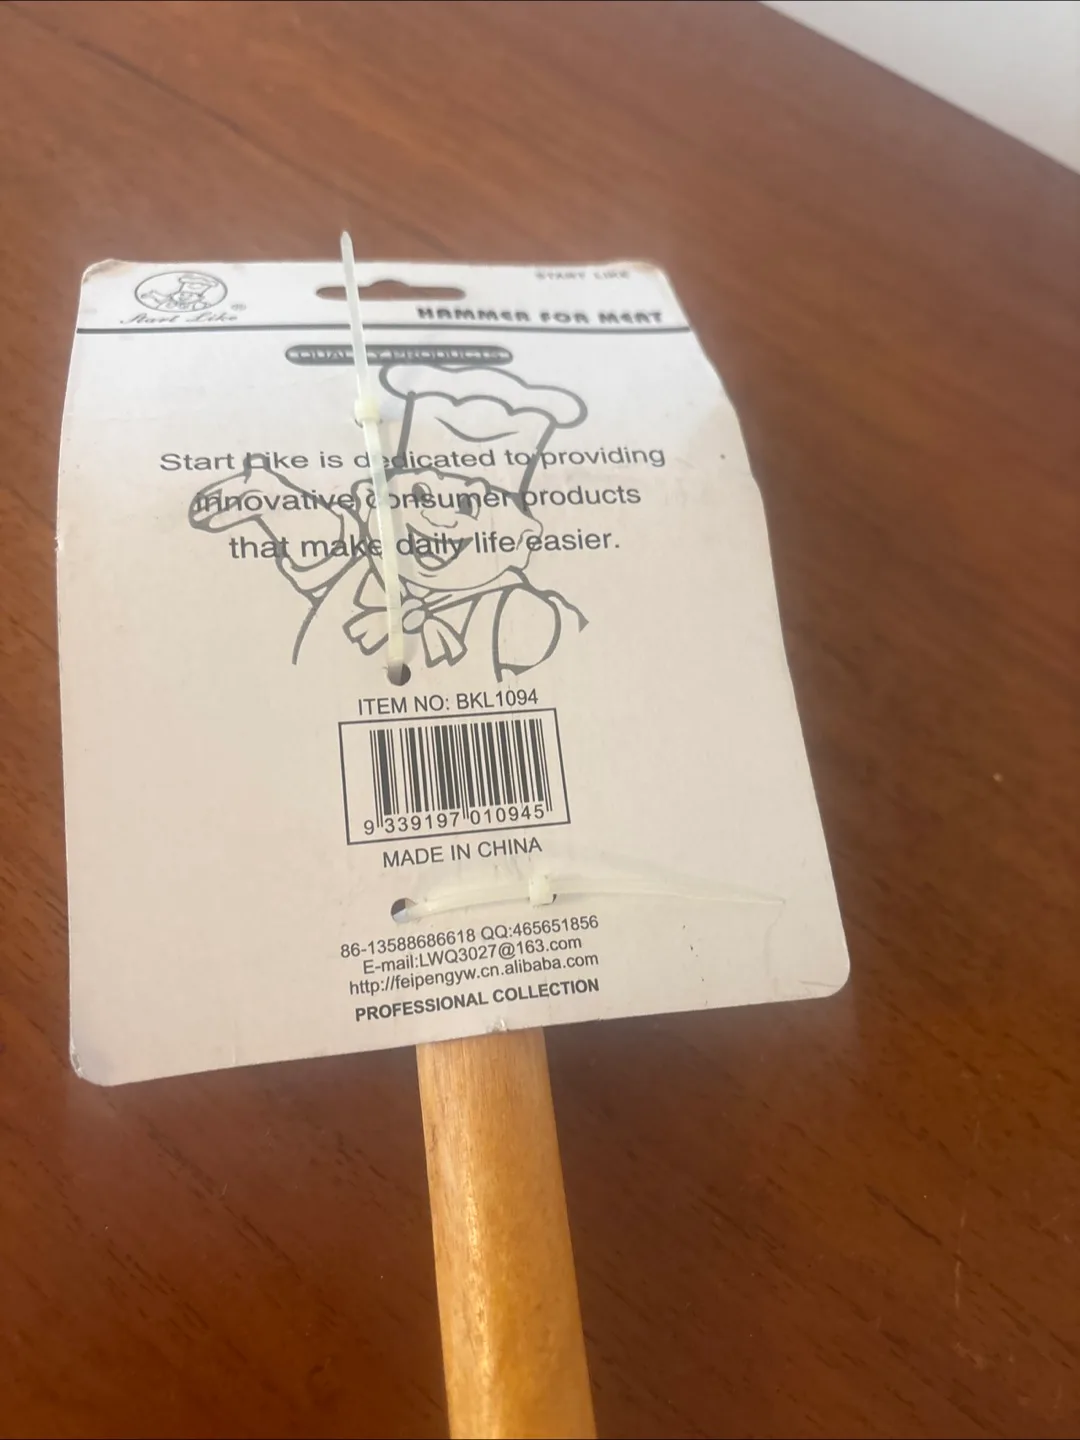 START LIKE
Start Like ®
HAMMER FOR MEAT
QUALITY PRODUCTS
Start Like is dedicated to providing
innovative consumer products
that make daily life easier.
ITEM NO: BKL1094
9 339197 010945
MADE IN CHINA
86-13588686618 QQ:465651856
E-mail:LWQ3027@163.com
http://feipengyw.cn.alibaba.com
PROFESSIONAL COLLECTION